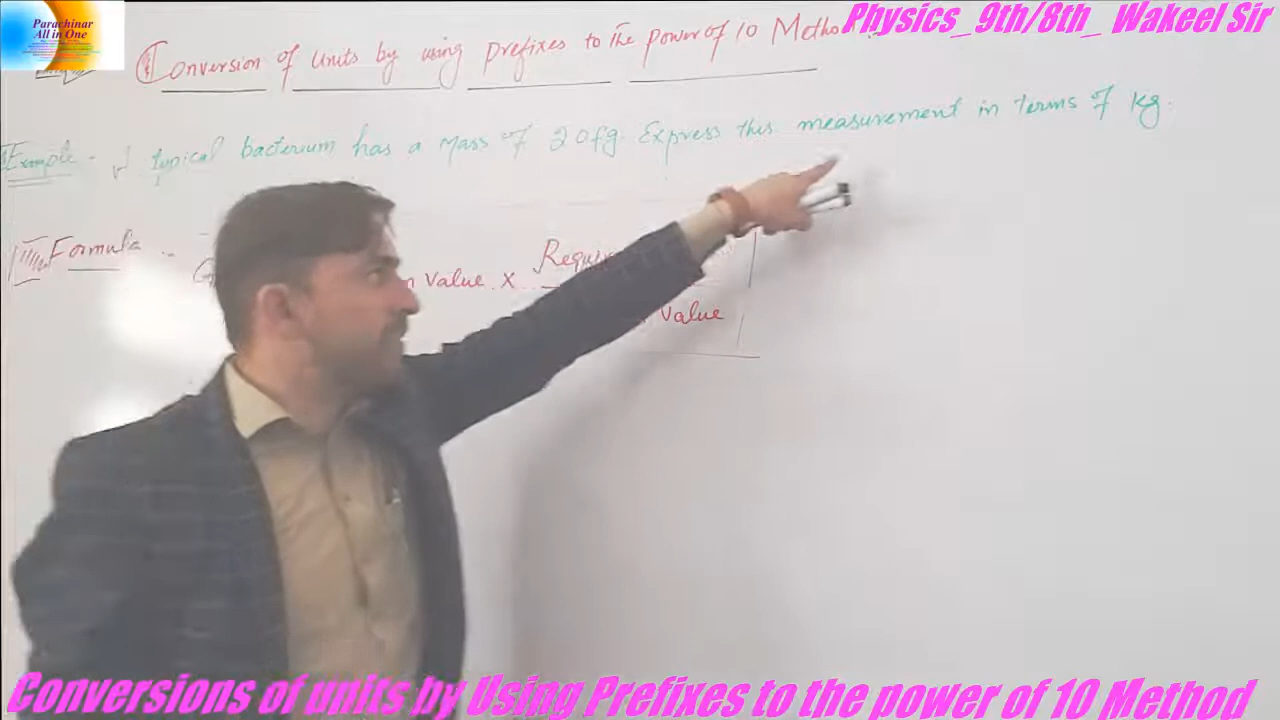 Parachinar
All in One
Physics_9th/8th_ Wakeel Sir
Conversion of units by using prefixes to the power of 10 Metho
Example - typical bacterium has a Mass of 20fg. Express this measurement in terms of kg.
Formula - n Value x Requir
Value
Conversions of units by Using Prefixes to the power of 10 Method